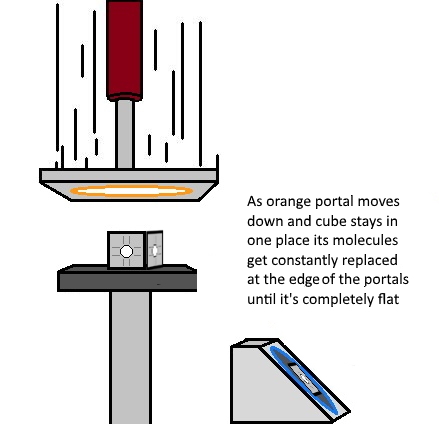 As orange portal moves
down and cube stays in
one place its molecules
get constantly replaced
at the edge of the portals
until it's completely flat